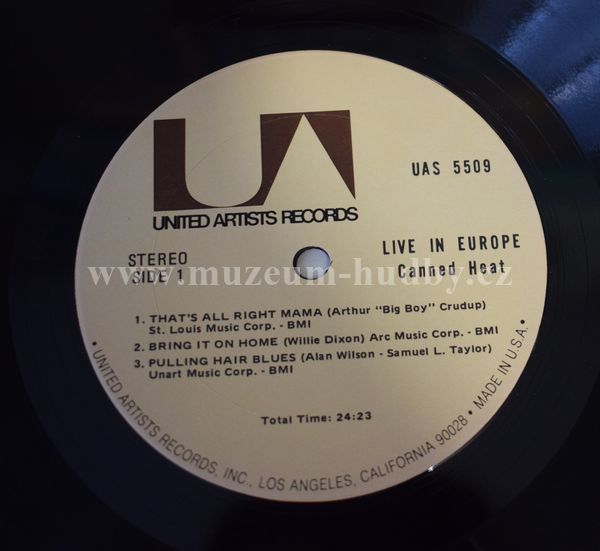 UA
UNITED ARTISTS RECORDS
UAS 5509
STEREO
SIDE 1
LIVE IN EUROPE
Canned Heat
www.muzeum-hudby.cz
1. THAT'S ALL RIGHT MAMA (Arthur "Big Boy" Crudup)
St. Louis Music Corp. - BMI
2. BRING IT ON HOME (Willie Dixon) Arc Music Corp. - BMI
3. PULLING HAIR BLUES (Alan Wilson - Samuel L. Taylor)
Unart Music Corp. - BMI
Total Time: 24:23
• UNITED ARTISTS RECORDS, INC., LOS ANGELES, CALIFORNIA 90028 • MADE IN U.S.A. •